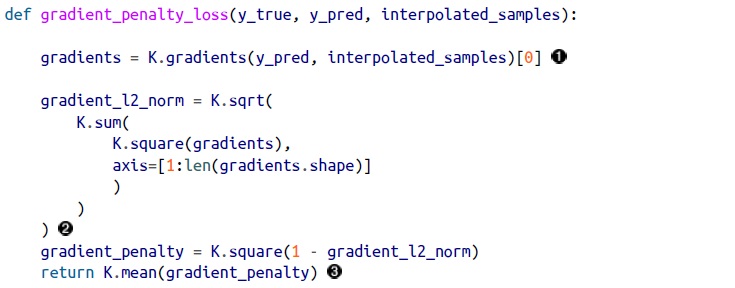 def gradient_penalty_loss(y_true, y_pred, interpolated_samples):
gradients = K.gradients(y_pred, interpolated_samples)[0] ❶
gradient_l2_norm = K.sqrt(
K.sum(
K.square(gradients),
axis=[1:len(gradients.shape)]
)
)
) ❷
gradient_penalty = K.square(1 - gradient_l2_norm)
return K.mean(gradient_penalty) ❸